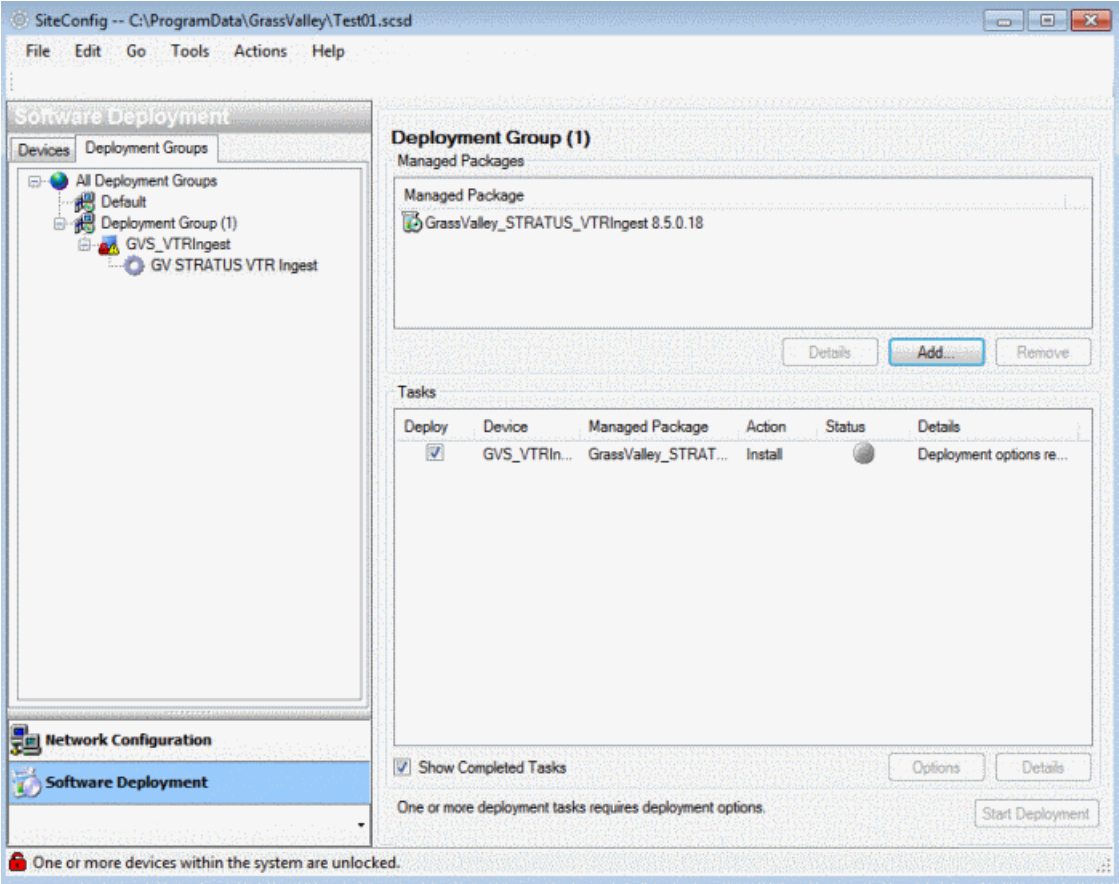 SiteConfig -- C:\ProgramData\GrassValley\Test01.scsd
File Edit Go Tools Actions Help
Software Deployment
Devices Deployment Groups
All Deployment Groups
Default
Deployment Group (1)
GVS_VTRIngest
GV STRATUS VTR Ingest
Network Configuration
Software Deployment
Deployment Group (1)
Managed Packages
Managed Package
GrassValley_STRATUS_VTRIngest 8.5.0.18
Details Add... Remove
Tasks
Deploy Device Managed Package Action Status Details
GVS_VTRIn... GrassValley_STRAT... Install Deployment options re...
Show Completed Tasks Options Details
One or more deployment tasks requires deployment options. Start Deployment
One or more devices within the system are unlocked.